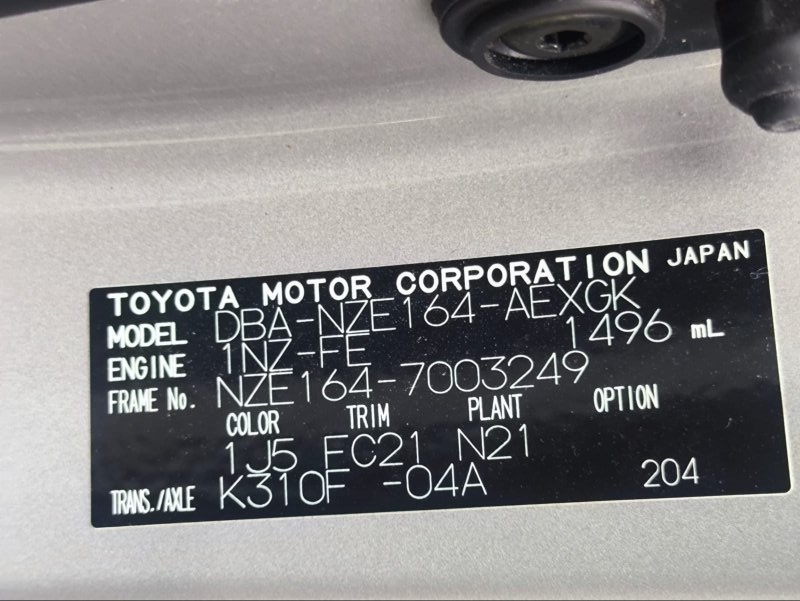 TOYOTA MOTOR CORPORATION JAPAN
MODEL DBA-NZE164-AEXGK
ENGINE 1NZ-FE 1496 mL
FRAME No. NZE164-7003249
COLOR TRIM PLANT OPTION
1J5 FC21 N21
TRANS./AXLE K310F -04A 204